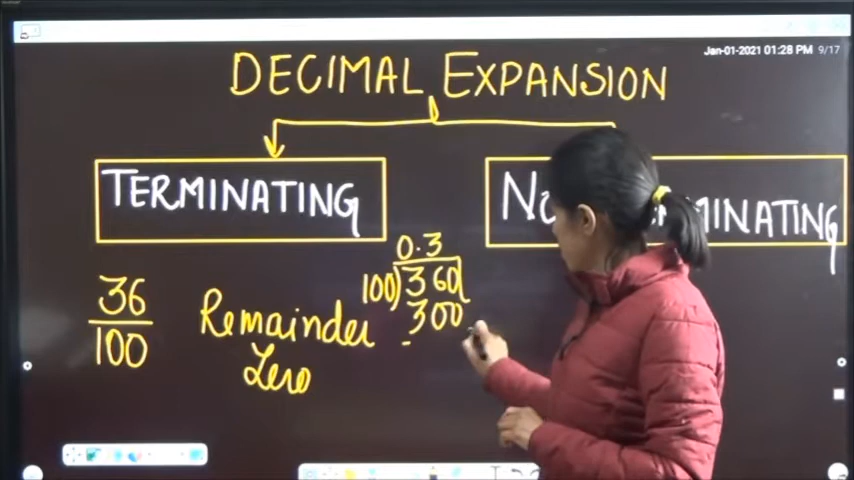 Jan-01-2021 01:28 PM 9/17
DECIMAL EXPANSION
TERMINATING
36
100
Remainder
Zero
0.3
100)360
300
-